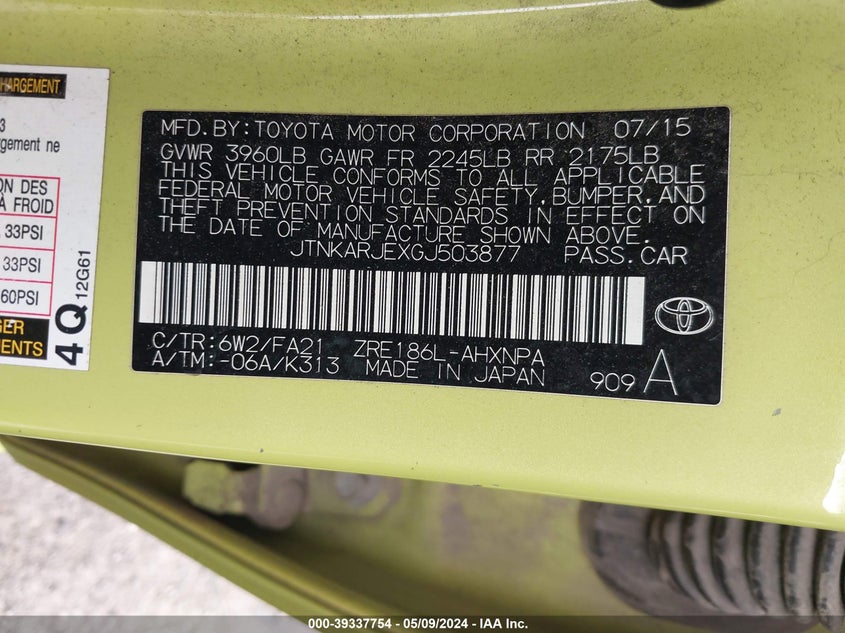 HARGEMENT
3
argement ne
ION DES
À FROID
33PSI
33PSI
60PSI
GER
MENTS
4Q 12G61
MFD. BY: TOYOTA MOTOR CORPORATION 07/15
GVWR 3960LB GAWR FR 2245LB RR 2175LB
THIS VEHICLE CONFORMS TO ALL APPLICABLE
FEDERAL MOTOR VEHICLE SAFETY, BUMPER, AND
THEFT PREVENTION STANDARDS IN EFFECT ON
THE DATE OF MANUFACTURE SHOWN ABOVE.
JTNKARJEXGJ503877 PASS. CAR
C/TR: 6W2/FA21 ZRE186L-AHXNPA
A/TM: -06A/K313 MADE IN JAPAN
909 A
000-39337754 - 05/09/2024 - IAA Inc.